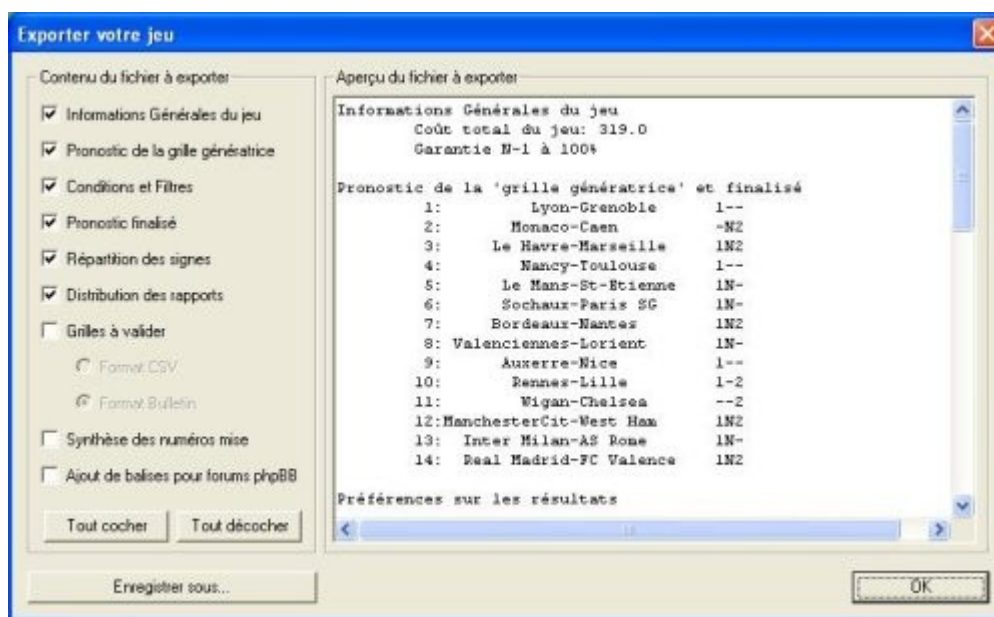 Exporter votre jeu
Contenu du fichier à exporter
Informations Générales du jeu
Pronostic de la grille génératrice
Conditions et Filtres
Pronostic finalisé
Répartition des signes
Distribution des rapports
Grilles à valider
Format CSV
Format Bulletin
Synthèse des numéros mise
Ajout de balises pour forums phpBB
Tout cocher
Tout décocher
Enregistrer sous...
Aperçu du fichier à exporter
Informations Générales du jeu
Coût total du jeu: 319.0
Garantie N-1 à 100%
Pronostic de la 'grille génératrice' et finalisé
1: Lyon-Grenoble 1--
2: Monaco-Caen -N2
3: Le Havre-Marseille 1N2
4: Nancy-Toulouse 1--
5: Le Mans-St-Etienne 1N-
6: Sochaux-Paris SG 1N-
7: Bordeaux-Nantes 1N2
8: Valenciennes-Lorient 1N-
9: Auxerre-Nice 1--
10: Rennes-Lille 1-2
11: Wigan-Chelsea --2
12:ManchesterCit-West Ham 1N2
13: Inter Milan-AS Rome 1N-
14: Real Madrid-FC Valence 1N2
Préférences sur les résultats
OK